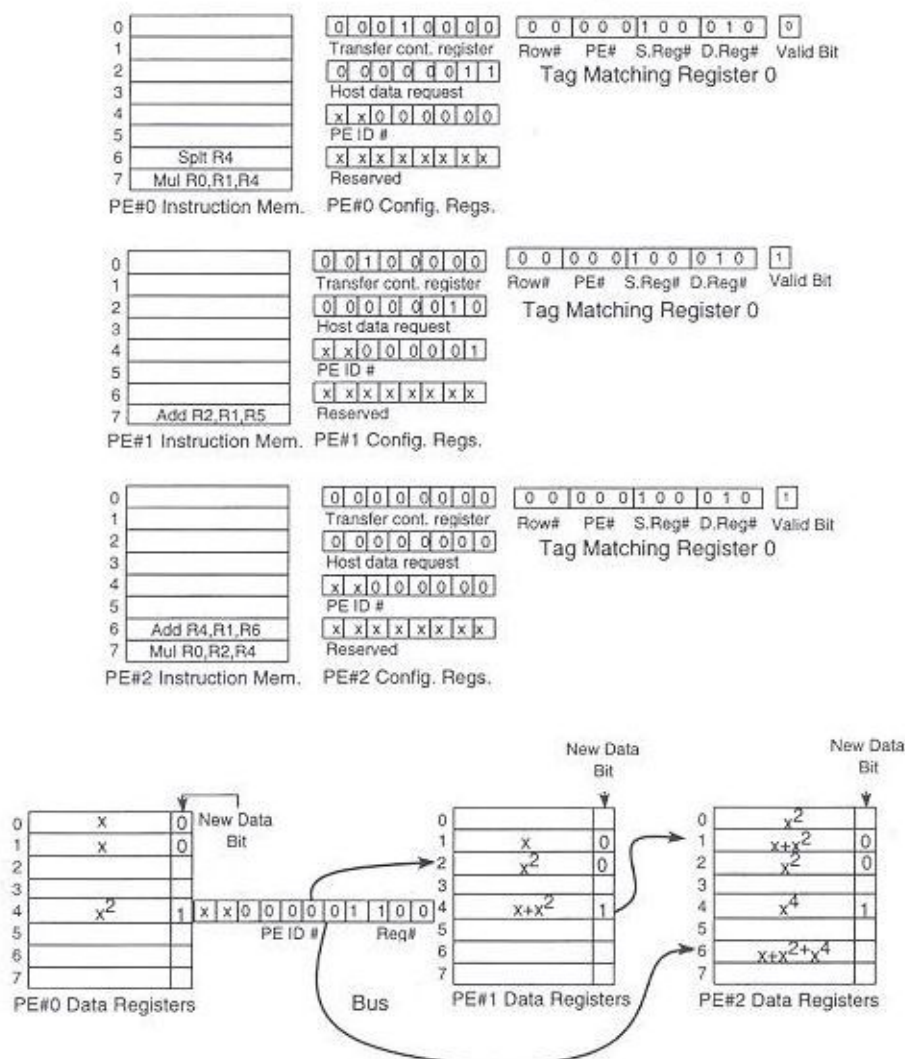 0 0 0 1 0 0 0 0 0 0 0 0 0 1 0 0 0 1 0 0
0
1 Transfer cont. register Row# PE# S.Reg# D.Reg# Valid Bit
2 0 0 0 0 0 0 1 1 Tag Matching Register 0
3 Host data request
4 x x 0 0 0 0 0 0
5 PE ID #
6 Splt R4 x x x x x x x x
7 Mul R0,R1,R4 Reserved
PE#0 Instruction Mem. PE#0 Config. Regs.
0 0 0 1 0 0 0 0 0 0 0 0 0 0 1 0 0 0 1 0 1
1 Transfer cont. register Row# PE# S.Reg# D.Reg# Valid Bit
2 0 0 0 0 0 0 1 0 Tag Matching Register 0
3 Host data request
4 x x 0 0 0 0 0 1
5 PE ID #
6 x x x x x x x x
7 Add R2,R1,R5 Reserved
PE#1 Instruction Mem. PE#1 Config. Regs.
0 0 0 0 0 0 0 0 0 0 0 0 0 0 1 0 0 0 1 0 1
1 Transfer cont. register Row# PE# S.Reg# D.Reg# Valid Bit
2 0 0 0 0 0 0 0 0 Tag Matching Register 0
3 Host data request
4 x x 0 0 0 0 0 0
5 PE ID #
6 Add R4,R1,R6 x x x x x x x x
7 Mul R0,R2,R4 Reserved
PE#2 Instruction Mem. PE#2 Config. Regs.
New Data
Bit
New Data
Bit
0 x 0 New Data
1 x 0 Bit
2
3
4 x² 1 x x 0 0 0 0 0 1 1 0 0
5 PE ID # Req#
6
7
PE#0 Data Registers
Bus
0
1 x 0
2 x² 0
3
4 x+x² 1
5
6
7
PE#1 Data Registers
0 x²
1 x+x² 0
2 x² 0
3
4 x⁴ 1
5
6 x+x²+x⁴
7
PE#2 Data Registers